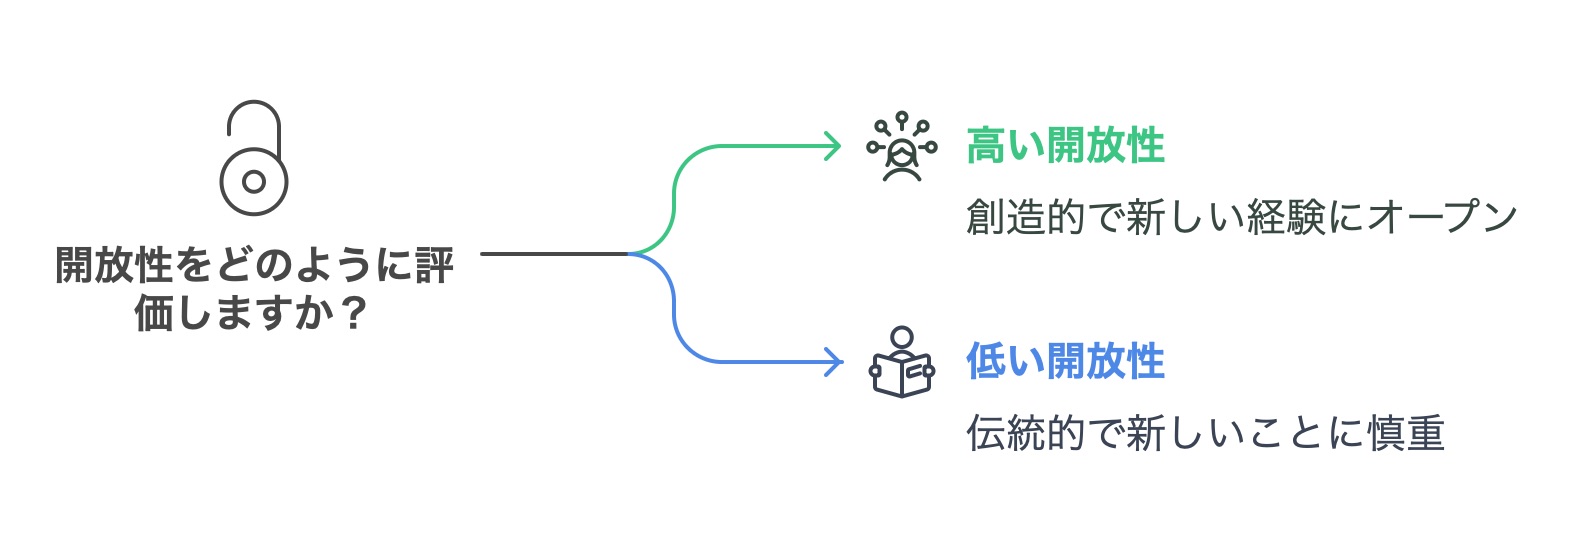 開放性をどのように評
価しますか？
高い開放性
創造的で新しい経験にオープン
低い開放性
伝統的で新しいことに慎重